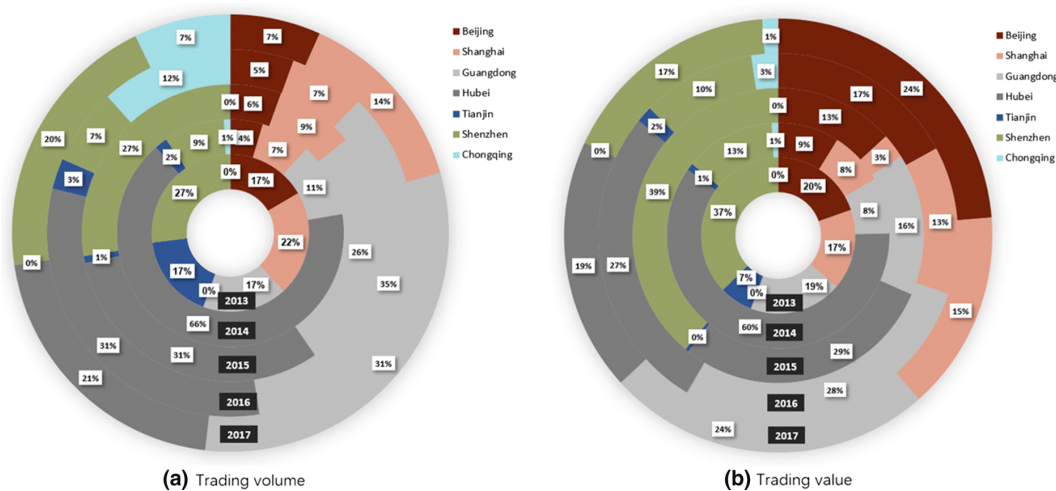 7% 7% 1%
Beijing
Shanghai
Guangdong
Hubei
Tianjin
Shenzhen
Chongqing
Beijing
Shanghai
Guangdong
Hubei
Tianjin
Shenzhen
Chongqing
12% 5% 7% 14%
0% 6% 9%
20% 7% 27% 9% 1% 4% 7%
2% 0% 17% 11%
3% 27%
22% 26%
0% 1% 17% 0% 17% 35%
66% 31% 31% 21% 31%
2013
2014
2015
2016
2017
17% 3% 10% 17% 24%
0% 13%
2% 0% 13% 1% 9% 8% 3%
1% 0% 20% 8% 16%
39% 37% 17% 13%
19% 27% 7% 0% 19% 15%
0% 60% 29% 28% 24%
2013
2014
2015
2016
2017
(a) Trading volume
(b) Trading value